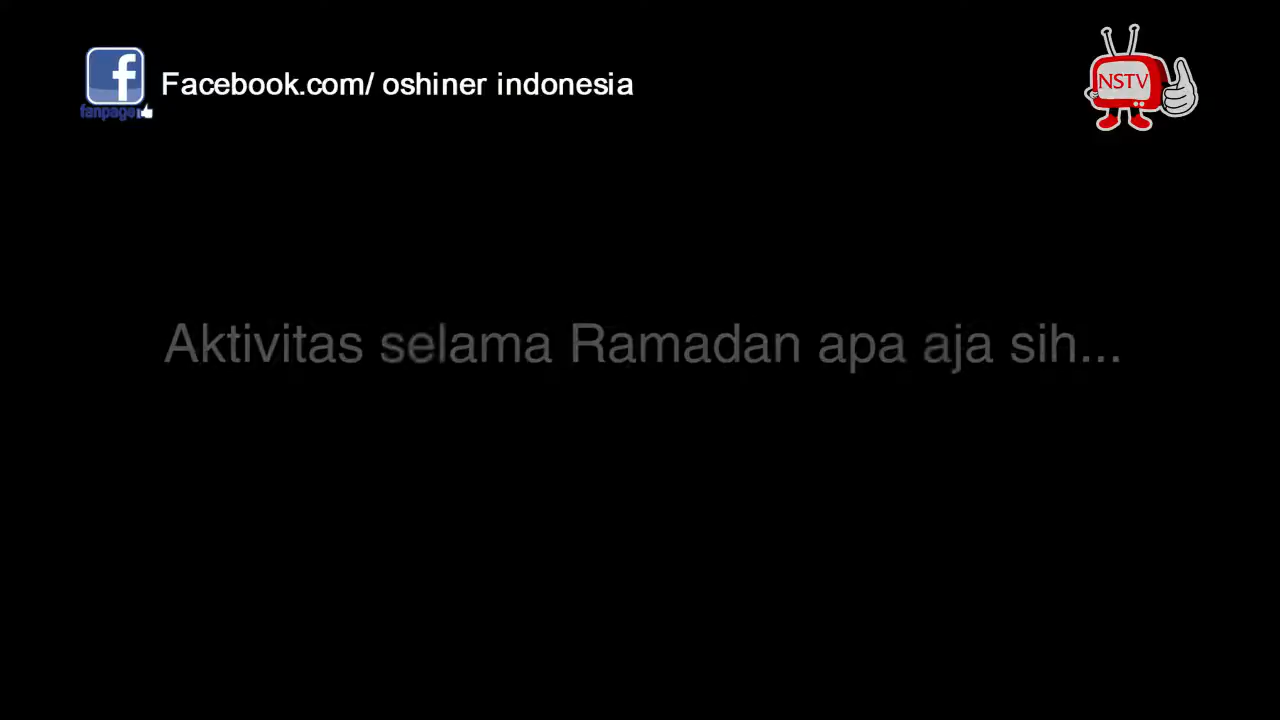 Facebook.com/ oshiner indonesia
fanpage
NSTV
Aktivitas selama Ramadan apa aja sih...